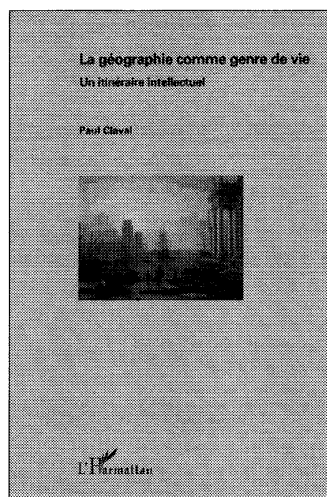 La géographie comme genre de vie
Un itinéraire intellectuel
Paul Claval
L'Harmattan